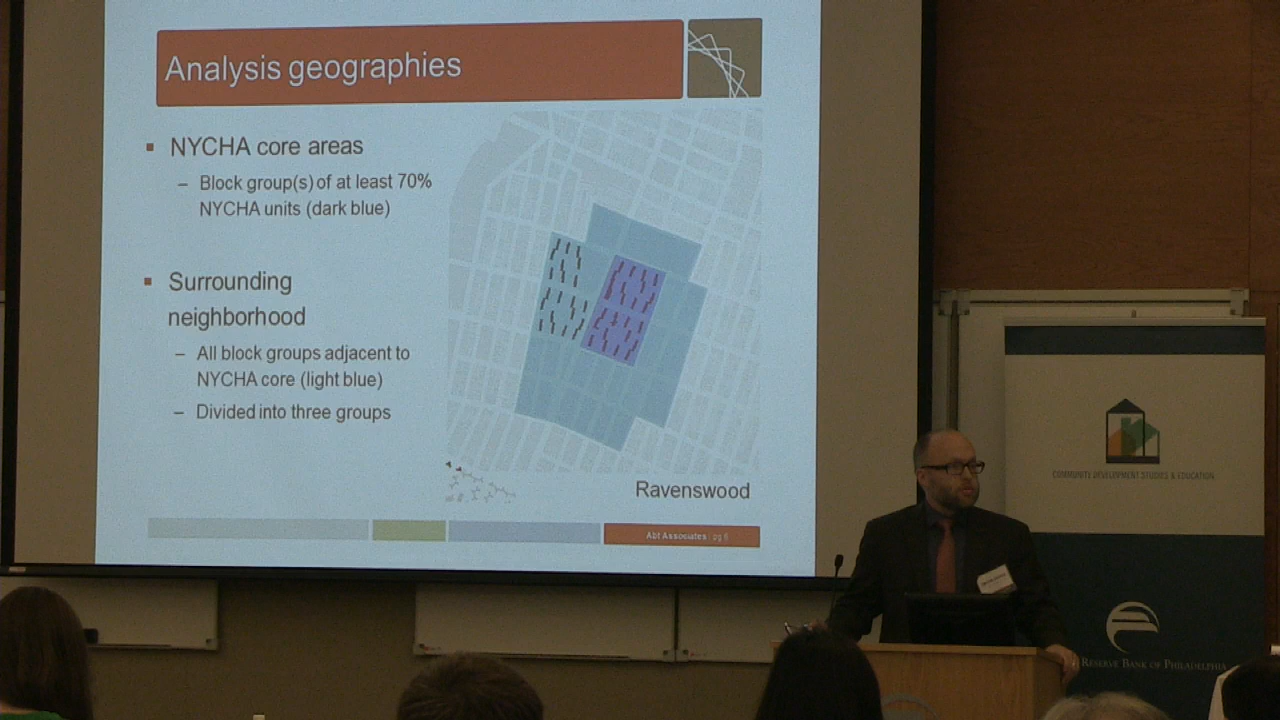 Analysis geographies
▪ NYCHA core areas
– Block group(s) of at least 70%
NYCHA units (dark blue)
▪ Surrounding
neighborhood
– All block groups adjacent to
NYCHA core (light blue)
– Divided into three groups
Ravenswood
Abt Associates | pg 6
COMMUNITY DEVELOPMENT STUDIES & EDUCATION
RESERVE BANK OF PHILADELPHIA